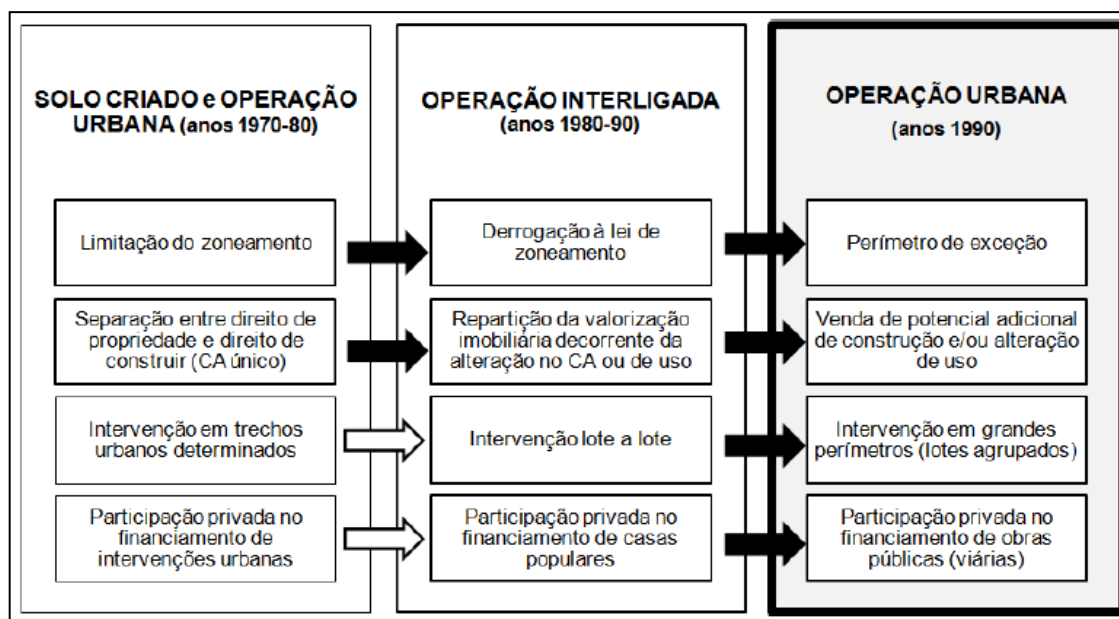 SOLO CRIADO e OPERAÇÃO
URBANA (anos 1970-80)
Limitação do zoneamento
Separação entre direito de
propriedade e direito de
construir (CA único)
Intervenção em trechos
urbanos determinados
Participação privada no
financiamento de
intervenções urbanas
OPERAÇÃO INTERLIGADA
(anos 1980-90)
Derrogação à lei de
zoneamento
Repartição da valorização
imobiliária decorrente da
alteração no CA ou de uso
Intervenção lote a lote
Participação privada no
financiamento de casas
populares
OPERAÇÃO URBANA
(anos 1990)
Perímetro de exceção
Venda de potencial adicional
de construção e/ou alteração
de uso
Intervenção em grandes
perímetros (lotes agrupados)
Participação privada no
financiamento de obras
públicas (viárias)